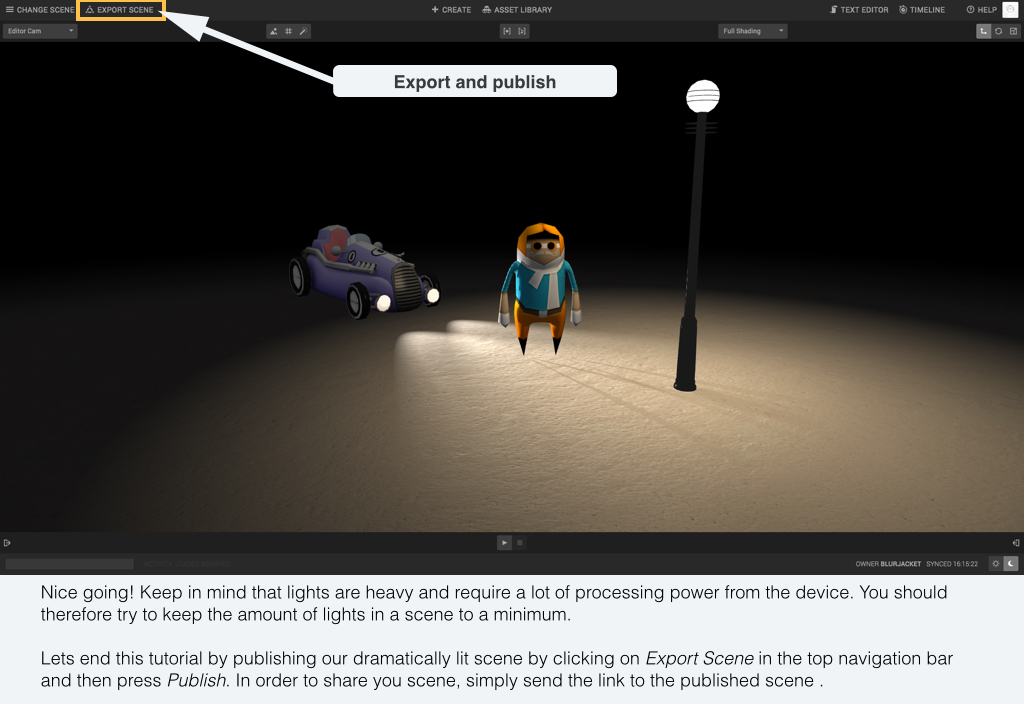 CHANGE SCENE EXPORT SCENE + CREATE ASSET LIBRARY TEXT EDITOR TIMELINE HELP
Editor Cam Full Shading
Export and publish
0
OWNER BLURJACKET SYNCED 16:15:22
Nice going! Keep in mind that lights are heavy and require a lot of processing power from the device. You should
therefore try to keep the amount of lights in a scene to a minimum.
Lets end this tutorial by publishing our dramatically lit scene by clicking on Export Scene in the top navigation bar
and then press Publish. In order to share you scene, simply send the link to the published scene .